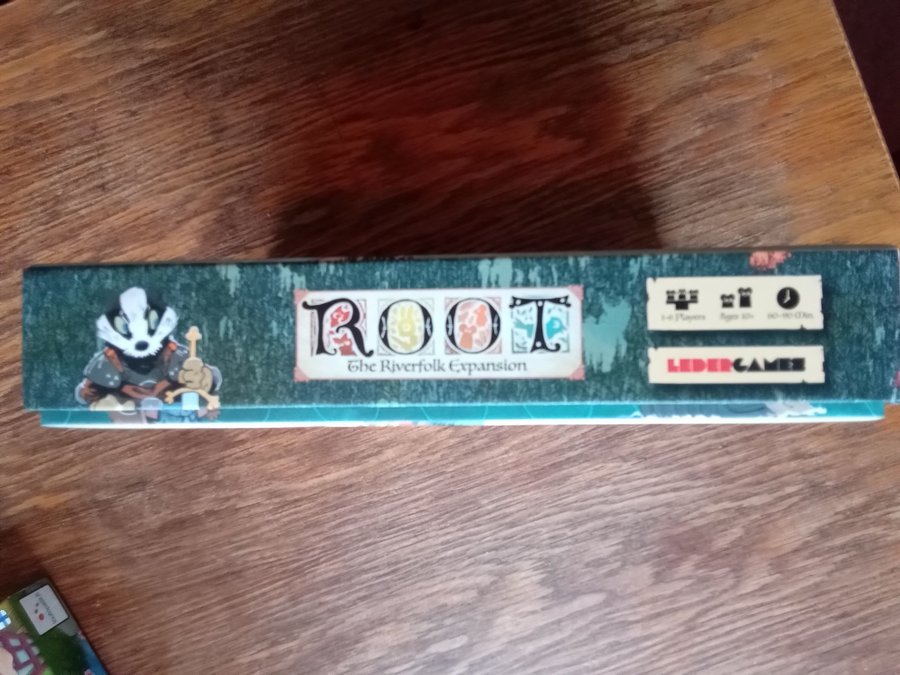 ROOT
The Riverfolk Expansion
1-6 Players
Ages 10+
60-90 Min.
LEDERGAMES